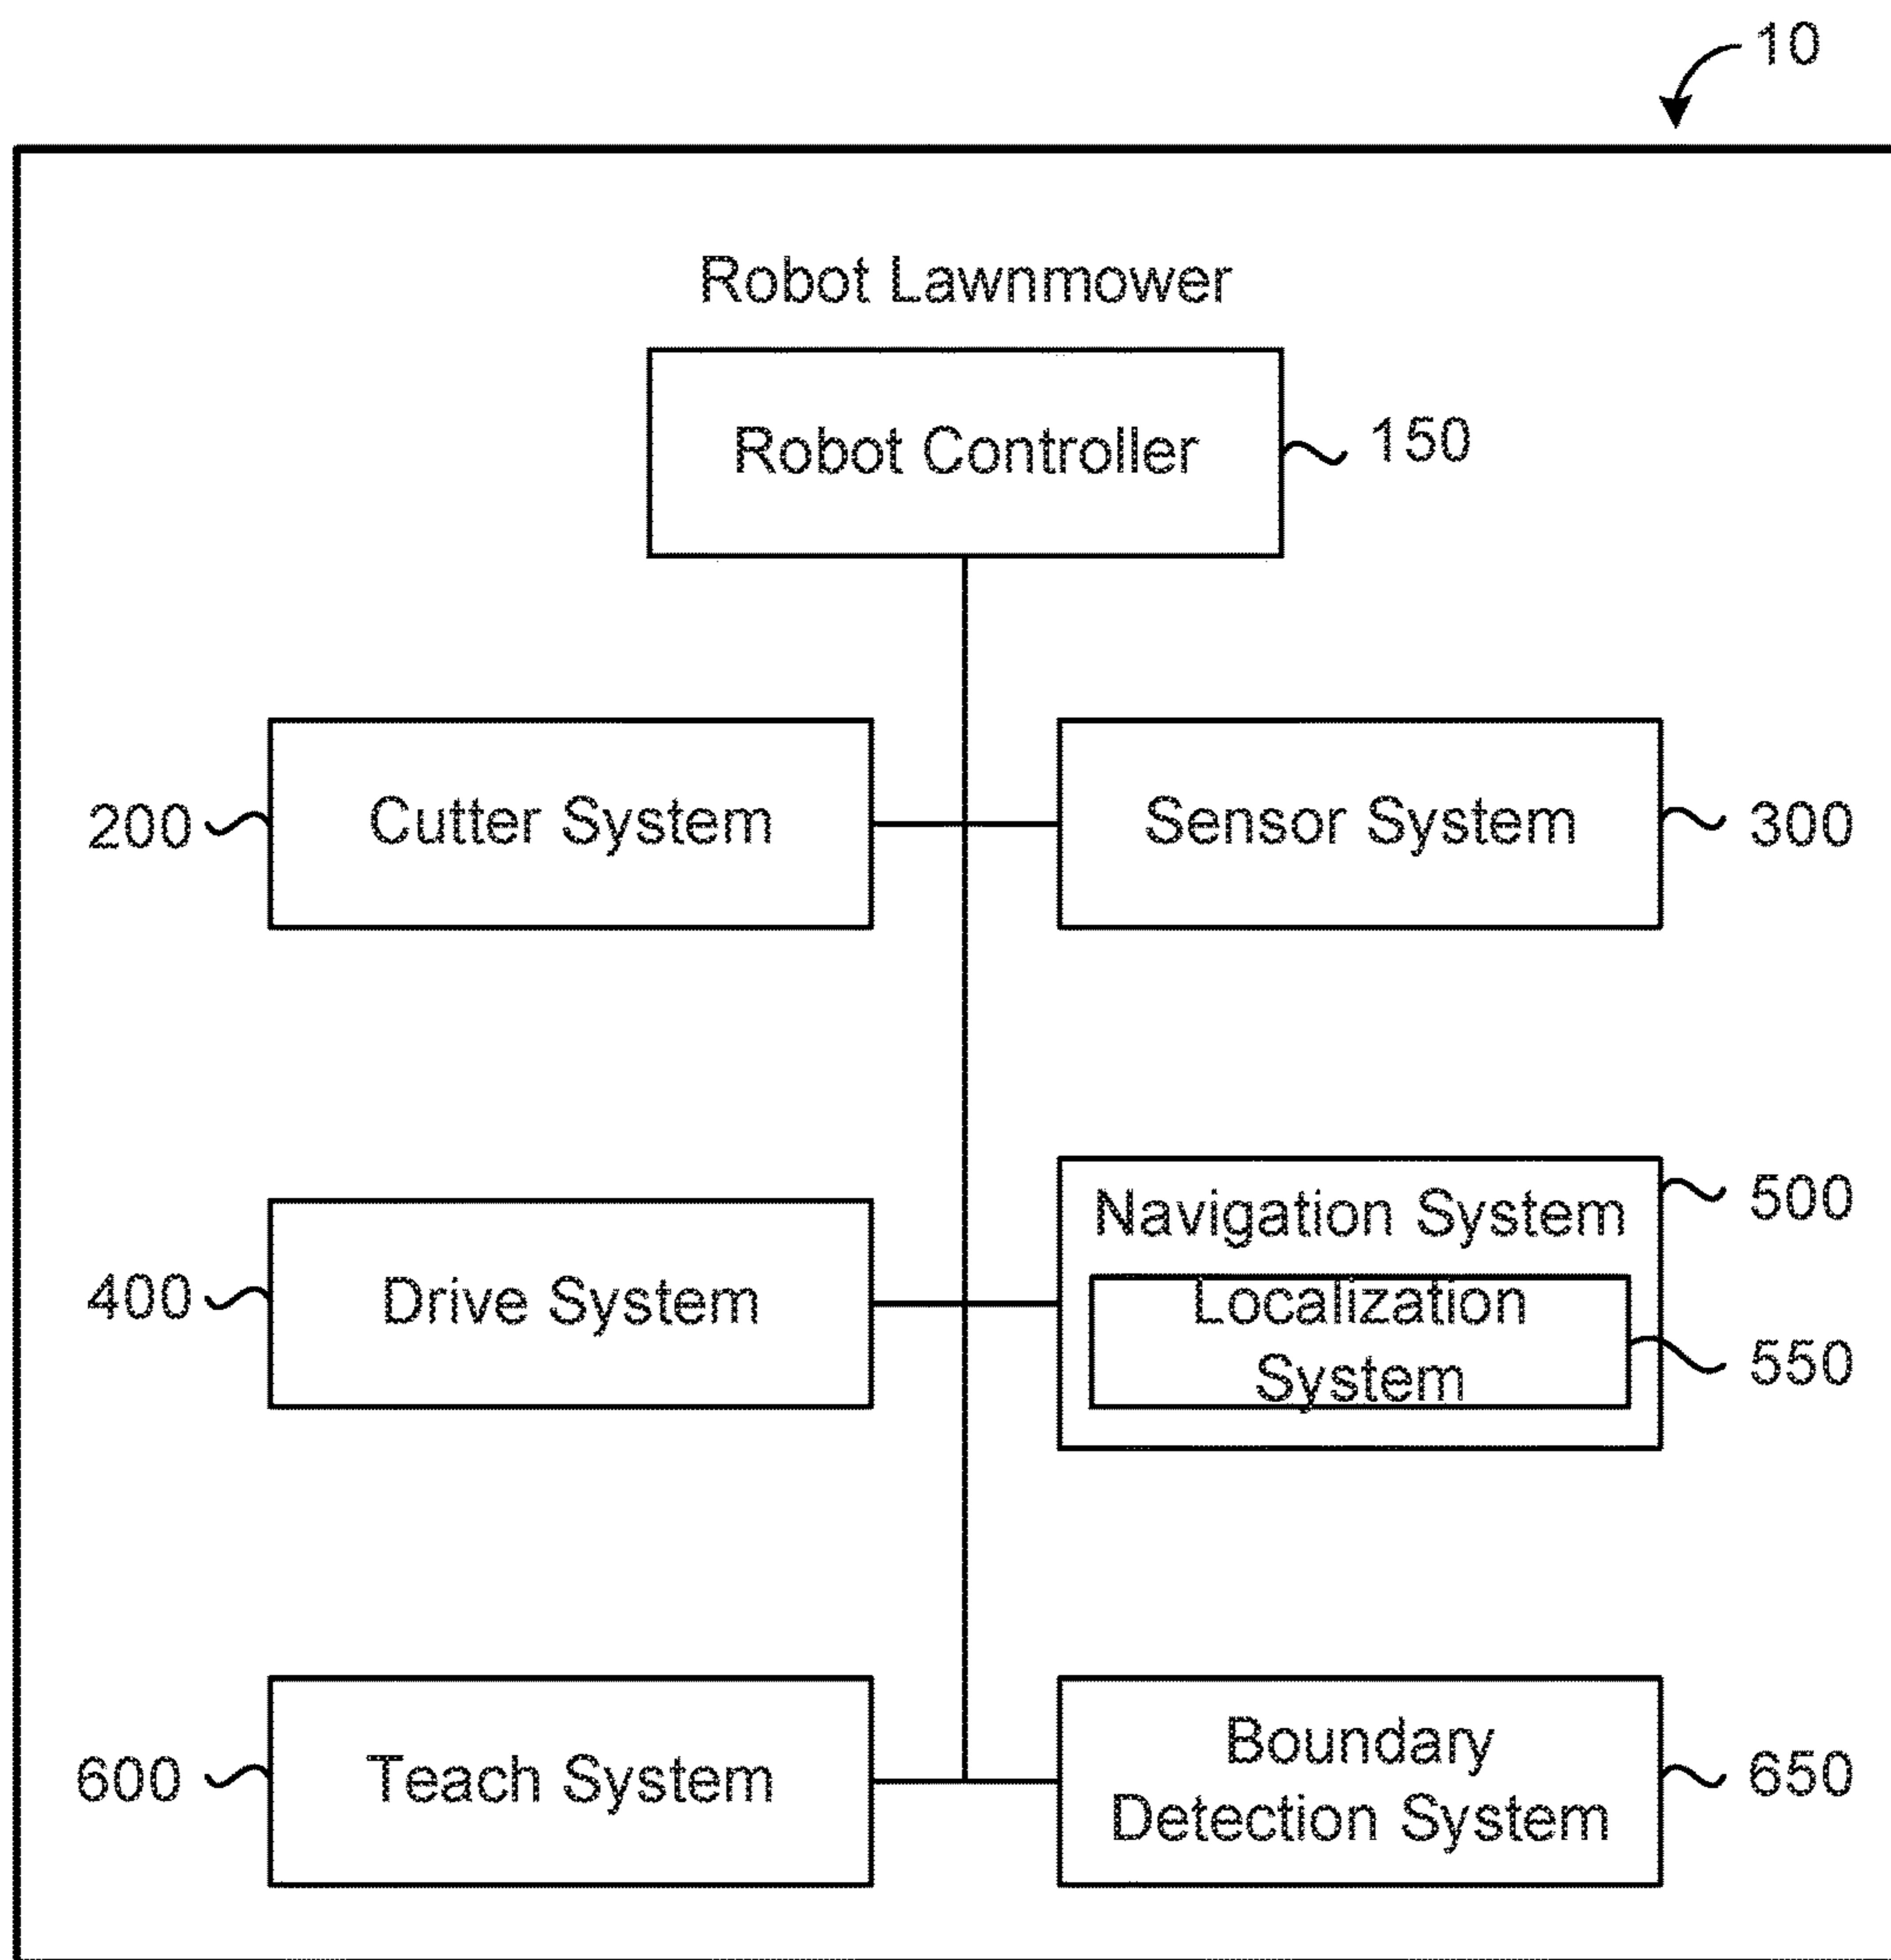 10
Robot Lawnmower
Robot Controller
150
200
Cutter System
Sensor System
300
400
Drive System
Navigation System
500
Localization
System
550
600
Teach System
Boundary
Detection System
650